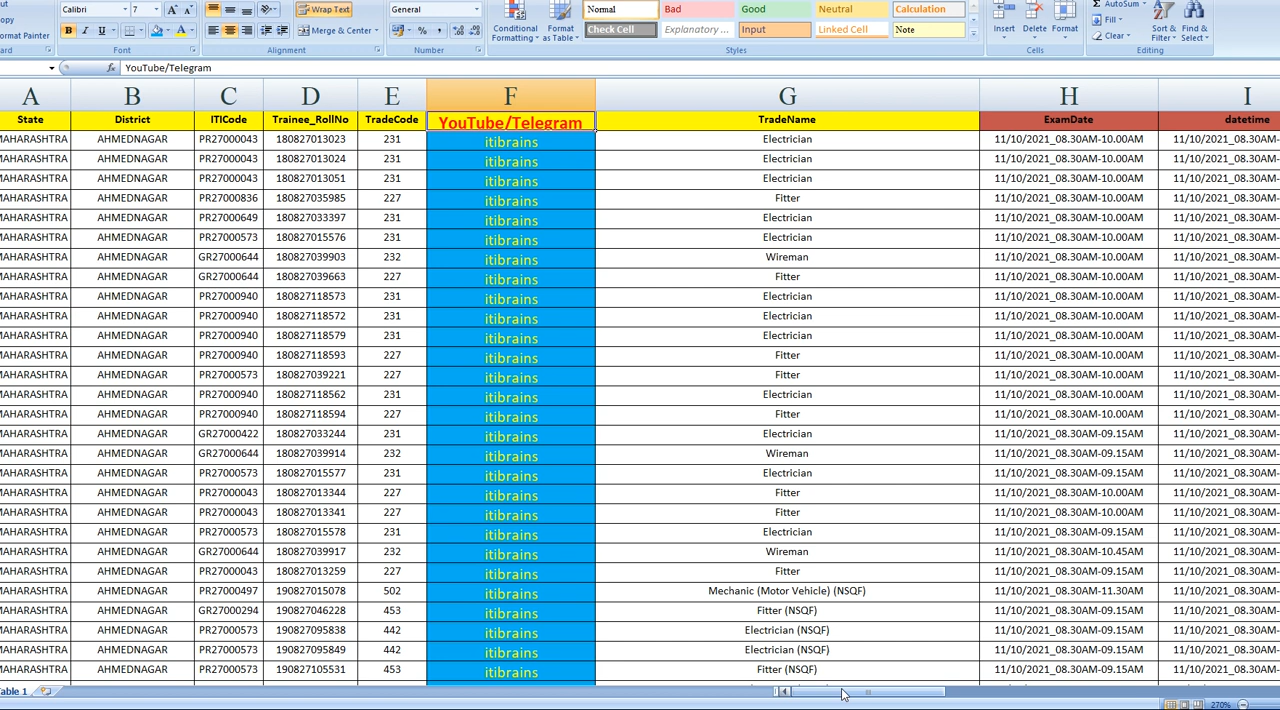 ut Calibri 7 A A Wrap Text General Normal Bad Good Neutral Calculation AutoSum
opy Fill
ormat Painter B I U Merge & Center % , Conditional Formatting Format as Table Check Cell Explanatory ... Input Linked Cell Note Insert Delete Format Clear Sort & Filter Find & Select
ard Font Alignment Number Styles Cells Editing
fx YouTube/Telegram
A B C D E F G H I
State District ITICode Trainee_RollNo TradeCode YouTube/Telegram TradeName ExamDate datetime
MAHARASHTRA AHMEDNAGAR PR27000043 180827013023 231 itibrains Electrician 11/10/2021_08.30AM-10.00AM 11/10/2021_08.30AM-
MAHARASHTRA AHMEDNAGAR PR27000043 180827013024 231 itibrains Electrician 11/10/2021_08.30AM-10.00AM 11/10/2021_08.30AM-
MAHARASHTRA AHMEDNAGAR PR27000043 180827013051 231 itibrains Electrician 11/10/2021_08.30AM-10.00AM 11/10/2021_08.30AM-
MAHARASHTRA AHMEDNAGAR PR27000836 180827035985 227 itibrains Fitter 11/10/2021_08.30AM-10.00AM 11/10/2021_08.30AM-
MAHARASHTRA AHMEDNAGAR PR27000649 180827033397 231 itibrains Electrician 11/10/2021_08.30AM-10.00AM 11/10/2021_08.30AM-
MAHARASHTRA AHMEDNAGAR PR27000573 180827015576 231 itibrains Electrician 11/10/2021_08.30AM-10.00AM 11/10/2021_08.30AM-
MAHARASHTRA AHMEDNAGAR GR27000644 180827039903 232 itibrains Wireman 11/10/2021_08.30AM-10.00AM 11/10/2021_08.30AM-
MAHARASHTRA AHMEDNAGAR GR27000644 180827039663 227 itibrains Fitter 11/10/2021_08.30AM-10.00AM 11/10/2021_08.30AM-
MAHARASHTRA AHMEDNAGAR PR27000940 180827118573 231 itibrains Electrician 11/10/2021_08.30AM-10.00AM 11/10/2021_08.30AM-
MAHARASHTRA AHMEDNAGAR PR27000940 180827118572 231 itibrains Electrician 11/10/2021_08.30AM-10.00AM 11/10/2021_08.30AM-
MAHARASHTRA AHMEDNAGAR PR27000940 180827118579 231 itibrains Electrician 11/10/2021_08.30AM-10.00AM 11/10/2021_08.30AM-
MAHARASHTRA AHMEDNAGAR PR27000940 180827118593 227 itibrains Fitter 11/10/2021_08.30AM-10.00AM 11/10/2021_08.30AM-
MAHARASHTRA AHMEDNAGAR PR27000940 180827039221 227 itibrains Fitter 11/10/2021_08.30AM-10.00AM 11/10/2021_08.30AM-
MAHARASHTRA AHMEDNAGAR PR27000940 180827118562 231 itibrains Electrician 11/10/2021_08.30AM-10.00AM 11/10/2021_08.30AM-
MAHARASHTRA AHMEDNAGAR PR27000940 180827118594 227 itibrains Fitter 11/10/2021_08.30AM-10.00AM 11/10/2021_08.30AM-
MAHARASHTRA AHMEDNAGAR GR27000422 180827033244 231 itibrains Electrician 11/10/2021_08.30AM-09.15AM 11/10/2021_08.30AM-
MAHARASHTRA AHMEDNAGAR GR27000644 180827039914 232 itibrains Wireman 11/10/2021_08.30AM-09.15AM 11/10/2021_08.30AM-
MAHARASHTRA AHMEDNAGAR PR27000573 180827015577 231 itibrains Electrician 11/10/2021_08.30AM-09.15AM 11/10/2021_08.30AM-
MAHARASHTRA AHMEDNAGAR PR27000043 180827013344 227 itibrains Fitter 11/10/2021_08.30AM-10.00AM 11/10/2021_08.30AM-
MAHARASHTRA AHMEDNAGAR PR27000043 180827013341 227 itibrains Fitter 11/10/2021_08.30AM-10.00AM 11/10/2021_08.30AM-
MAHARASHTRA AHMEDNAGAR PR27000573 180827015578 231 itibrains Electrician 11/10/2021_08.30AM-09.15AM 11/10/2021_08.30AM-
MAHARASHTRA AHMEDNAGAR GR27000644 180827039917 232 itibrains Wireman 11/10/2021_08.30AM-10.45AM 11/10/2021_08.30AM-
MAHARASHTRA AHMEDNAGAR PR27000043 180827013259 227 itibrains Fitter 11/10/2021_08.30AM-09.15AM 11/10/2021_08.30AM-
MAHARASHTRA AHMEDNAGAR PR27000497 190827015078 502 itibrains Mechanic (Motor Vehicle) (NSQF) 11/10/2021_08.30AM-11.30AM 11/10/2021_08.30AM-
MAHARASHTRA AHMEDNAGAR GR27000294 190827046228 453 itibrains Fitter (NSQF) 11/10/2021_08.30AM-09.15AM 11/10/2021_08.30AM-
MAHARASHTRA AHMEDNAGAR PR27000573 190827095838 442 itibrains Electrician (NSQF) 11/10/2021_08.30AM-09.15AM 11/10/2021_08.30AM-
MAHARASHTRA AHMEDNAGAR PR27000573 190827095849 442 itibrains Electrician (NSQF) 11/10/2021_08.30AM-09.15AM 11/10/2021_08.30AM-
MAHARASHTRA AHMEDNAGAR PR27000573 190827105531 453 itibrains Fitter (NSQF) 11/10/2021_08.30AM-09.15AM 11/10/2021_08.30AM-
Table 1
270%